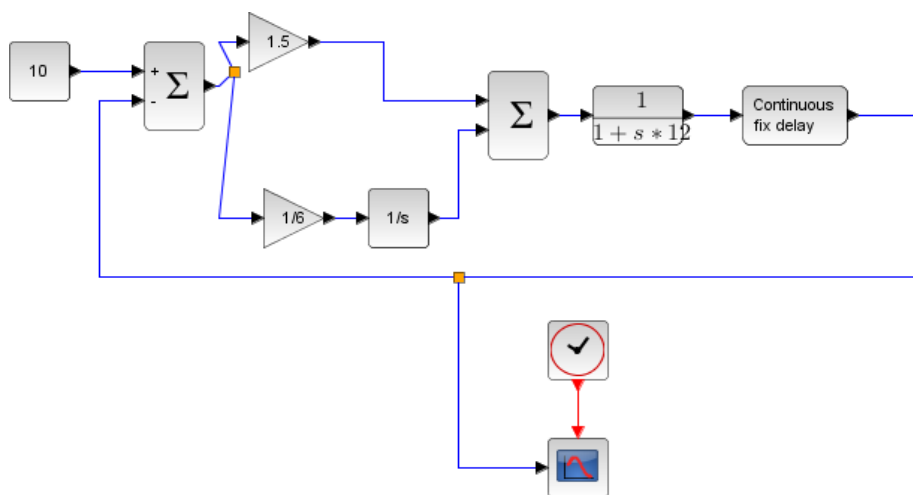 1.5
10
+
Σ
-
Σ
1
1 + s * 12
Continuous
fix delay
1/6
1/s